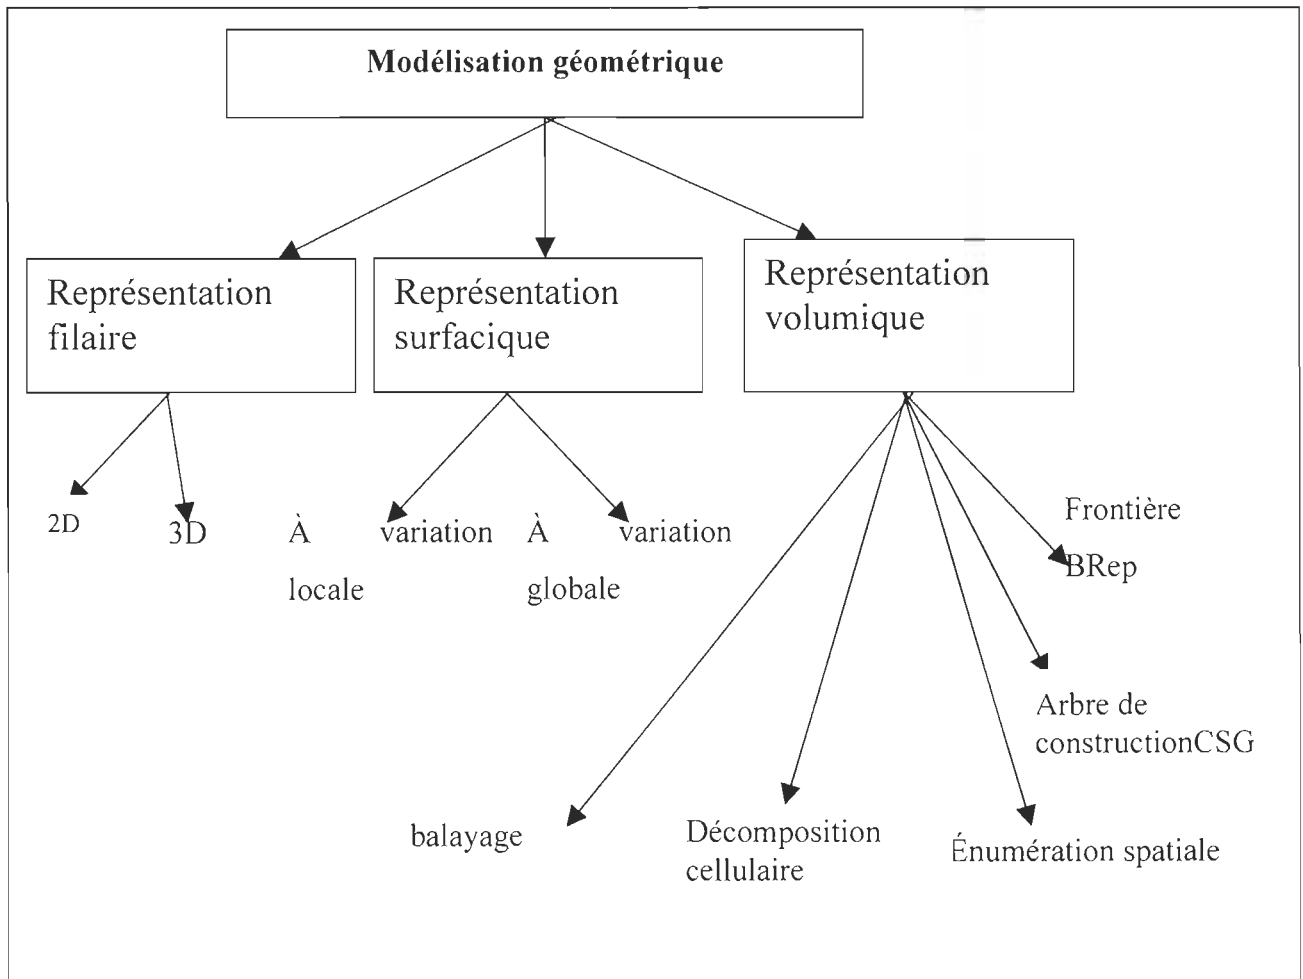 Modélisation géométrique
Représentation
filaire
Représentation
surfacique
Représentation
volumique
2D
3D
À variation
locale
À variation
globale
Frontière
BRep
Arbre de
constructionCSG
balayage
Décomposition
cellulaire
Énumération spatiale